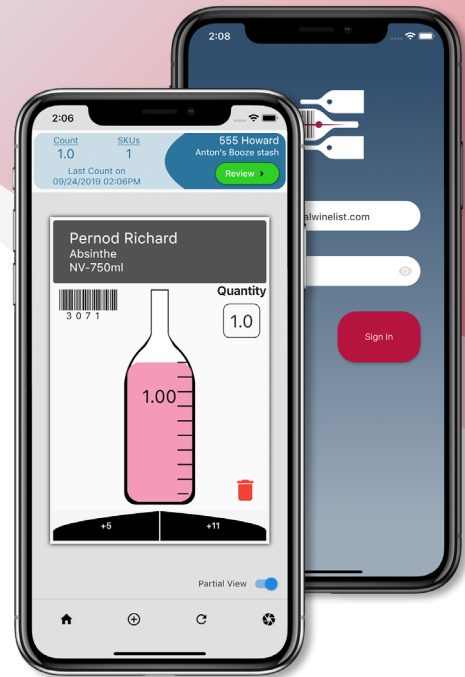 2:06
Count
SKUs
1.0
1
Last Count on
09/24/2019 02:06PM
555 Howard
Anton's Booze stash
Review
Pernod Richard
Absinthe
NV-750ml
3071
Quantity
1.0
1.00
+5
+11
Partial View
2:08
alwinelist.com
Sign In